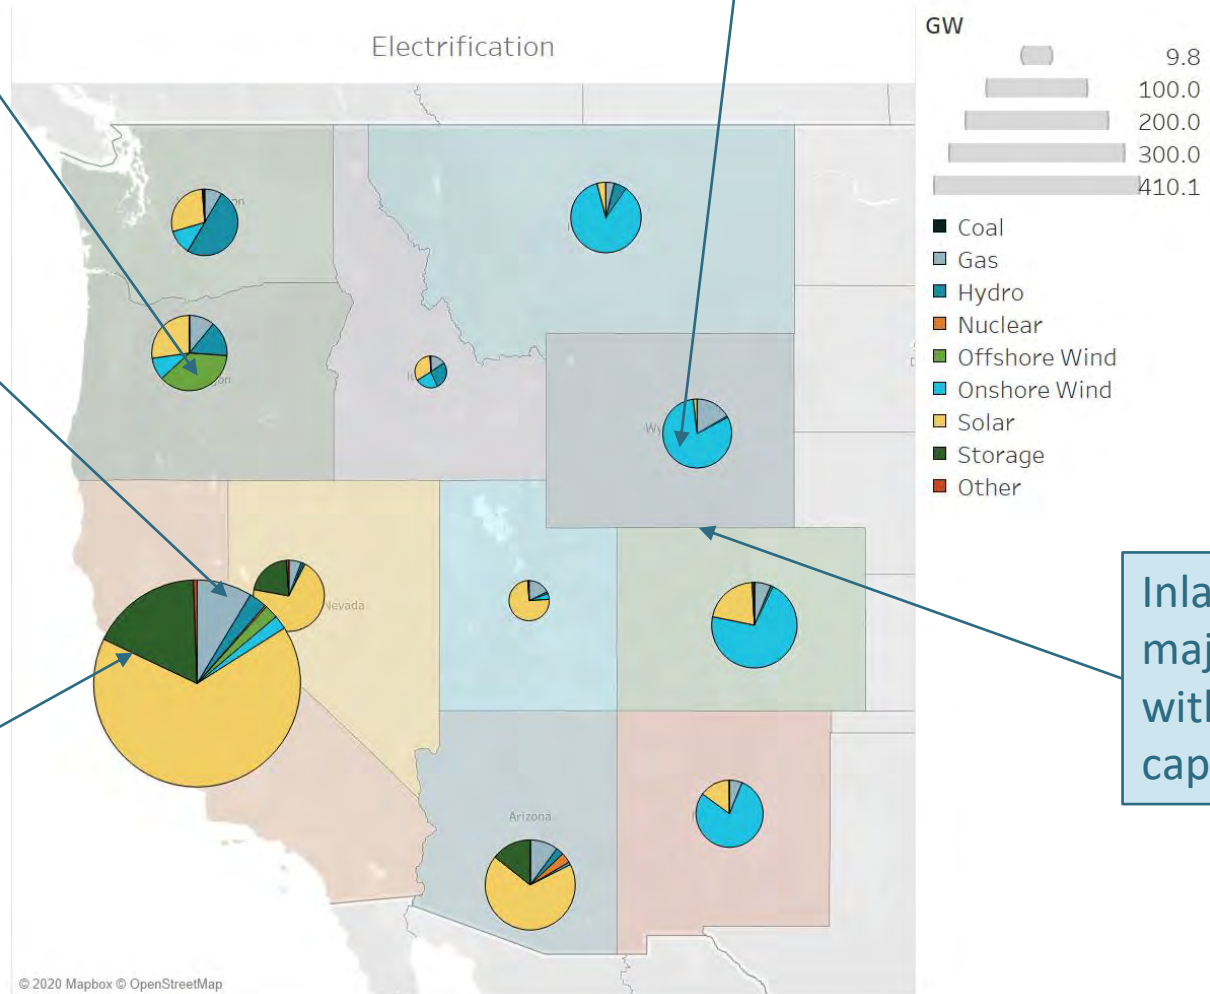 Electrification
GW
9.8
100.0
200.0
300.0
410.1
Coal
Gas
Hydro
Nuclear
Offshore Wind
Onshore Wind
Solar
Storage
Other
Nevada
Arizona
Inla
maj
with
cap
© 2020 Mapbox © OpenStreetMap